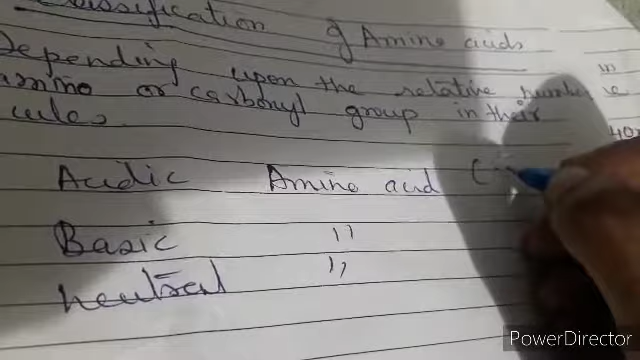 Classification of Amino acids
Depending upon the relative number
amino or carbonyl group in their
cules
Acidic Amino acid (
Basic ,,
neutral ,,
PowerDirector